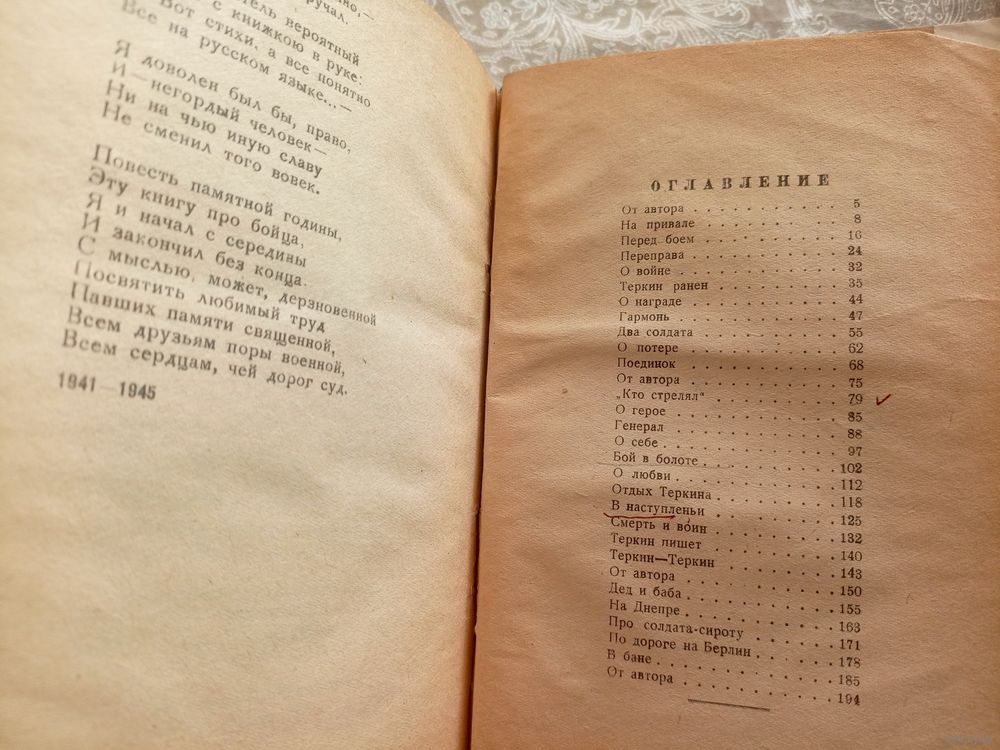 вероятный
с книжкою в руке:
Вот стихи, а все понятно
Все на русском языке...—
Я доволен был бы, право,
И — негордый человек —
Ни на чью иную славу
Не сменил того вовек.
Повесть памятной годины,
Эту книгу про бойца,
Я и начал с середины
И закончил без конца.
С мыслью, может, дерзновенной
Посвятить любимый труд
Павших памяти священной,
Всем друзьям поры военной,
Всем сердцам, чей дорог суд.
1941—1945
ОГЛАВЛЕНИЕ
От автора . . . . . . . . . . 5
На привале . . . . . . . . . . 8
Перед боем . . . . . . . . . . 16
Переправа . . . . . . . . . . 24
О войне . . . . . . . . . . 32
Теркин ранен . . . . . . . . . . 35
О награде . . . . . . . . . . 44
Гармонь . . . . . . . . . . 47
Два солдата . . . . . . . . . . 55
О потере . . . . . . . . . . 62
Поединок . . . . . . . . . . 68
От автора . . . . . . . . . . 75
„Кто стрелял“ . . . . . . . . . . 79
О герое . . . . . . . . . . 85
Генерал . . . . . . . . . . 88
О себе . . . . . . . . . . 97
Бой в болоте . . . . . . . . . . 102
О любви . . . . . . . . . . 112
Отдых Теркина . . . . . . . . . . 118
В наступленьи . . . . . . . . . . 125
Смерть и воин . . . . . . . . . . 132
Теркин пишет . . . . . . . . . . 140
Теркин—Теркин . . . . . . . . . . 143
От автора . . . . . . . . . . 150
Дед и баба . . . . . . . . . . 155
На Днепре . . . . . . . . . . 163
Про солдата-сироту . . . . . . . . . . 171
По дороге на Берлин . . . . . . . . . . 178
В бане . . . . . . . . . . 185
От автора . . . . . . . . . . 194